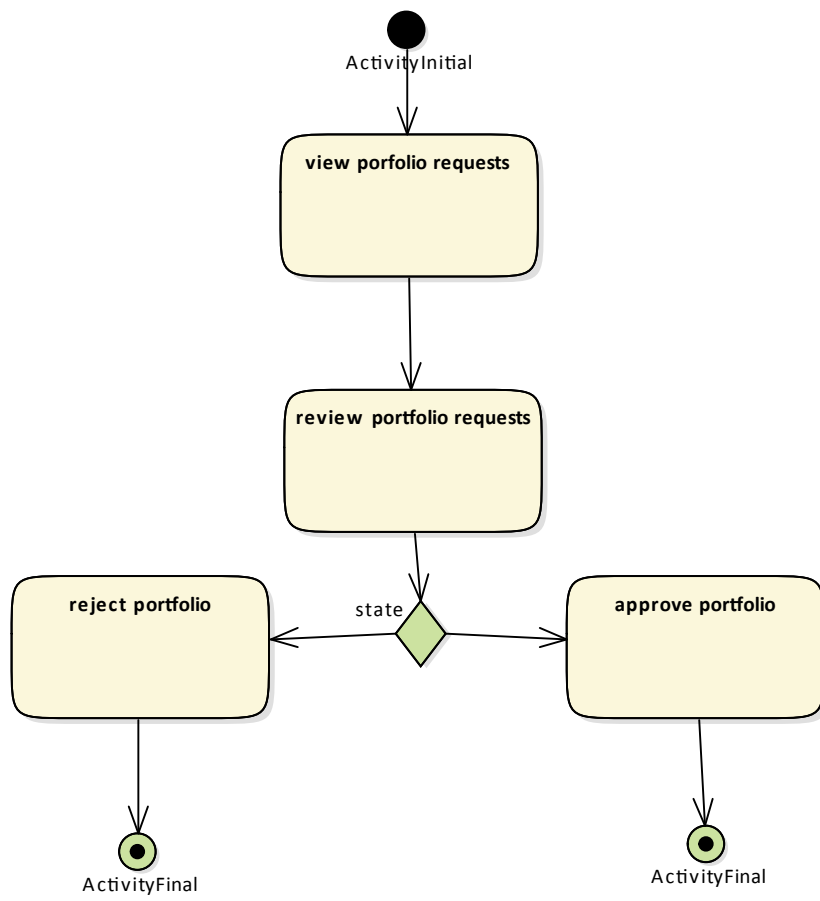 ActivityInitial
view porfolio requests
review portfolio requests
state
reject portfolio
approve portfolio
ActivityFinal
ActivityFinal